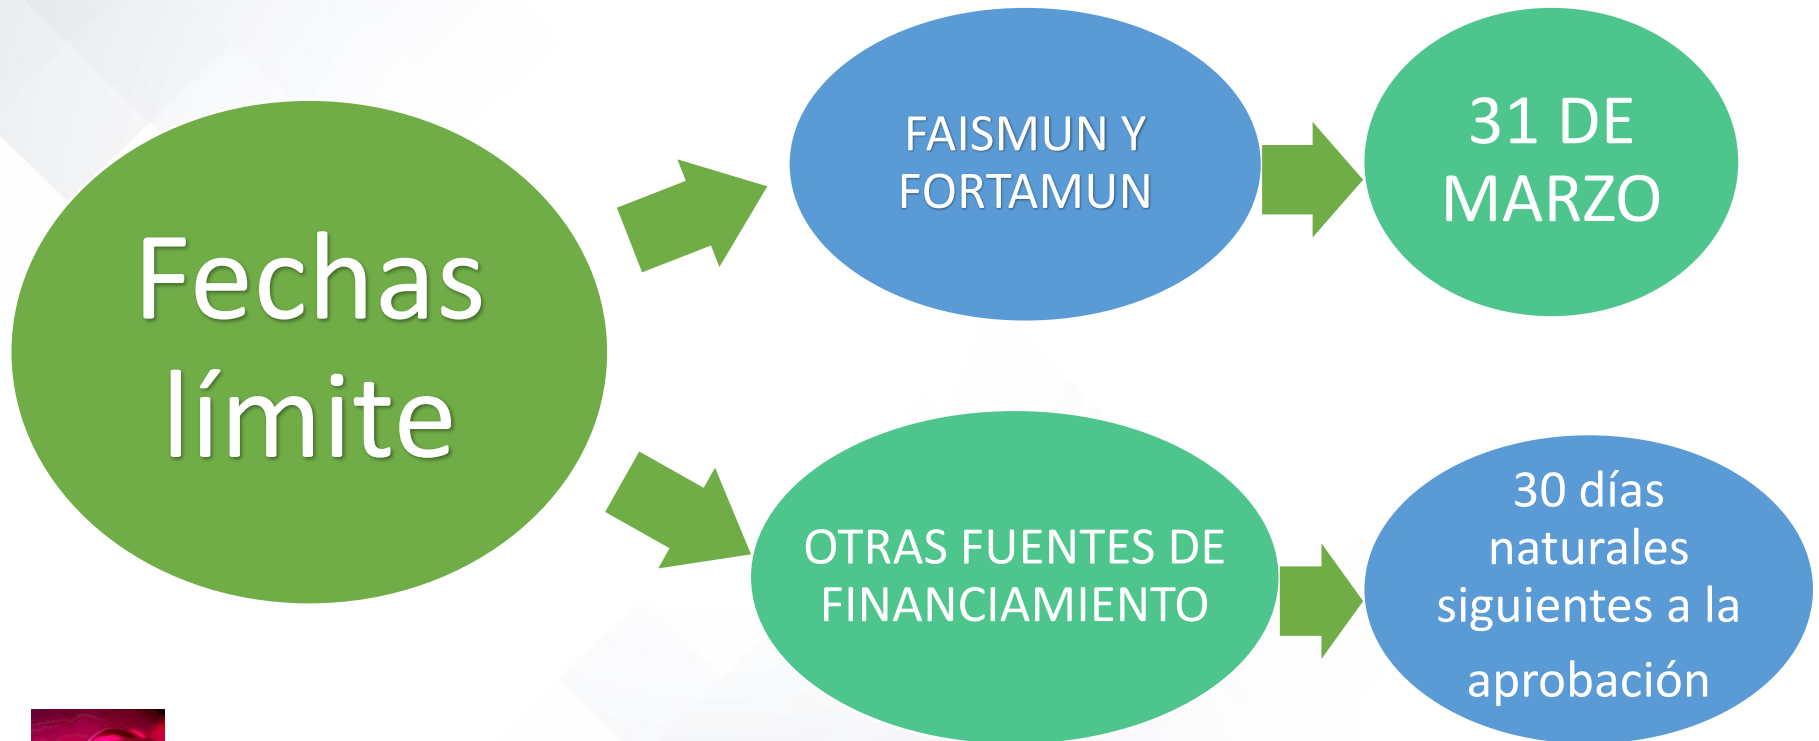 Fechas
límite
FAISMUN Y
FORTAMUN
31 DE
MARZO
OTRAS FUENTES DE
FINANCIAMIENTO
30 días
naturales
siguientes a la
aprobación